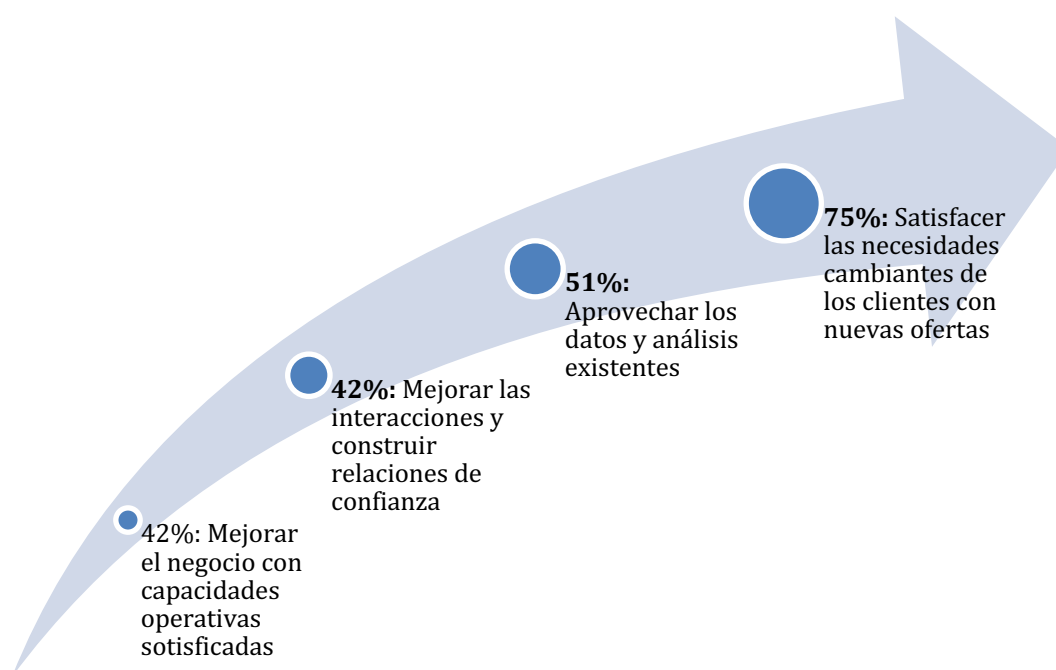 42%: Mejorar
el negocio con
capacidades
operativas
sotisficadas
42%: Mejorar las
interacciones y
construir
relaciones de
confianza
51%:
Aprovechar los
datos y análisis
existentes
75%: Satisfacer
las necesidades
cambiantes de
los clientes con
nuevas ofertas